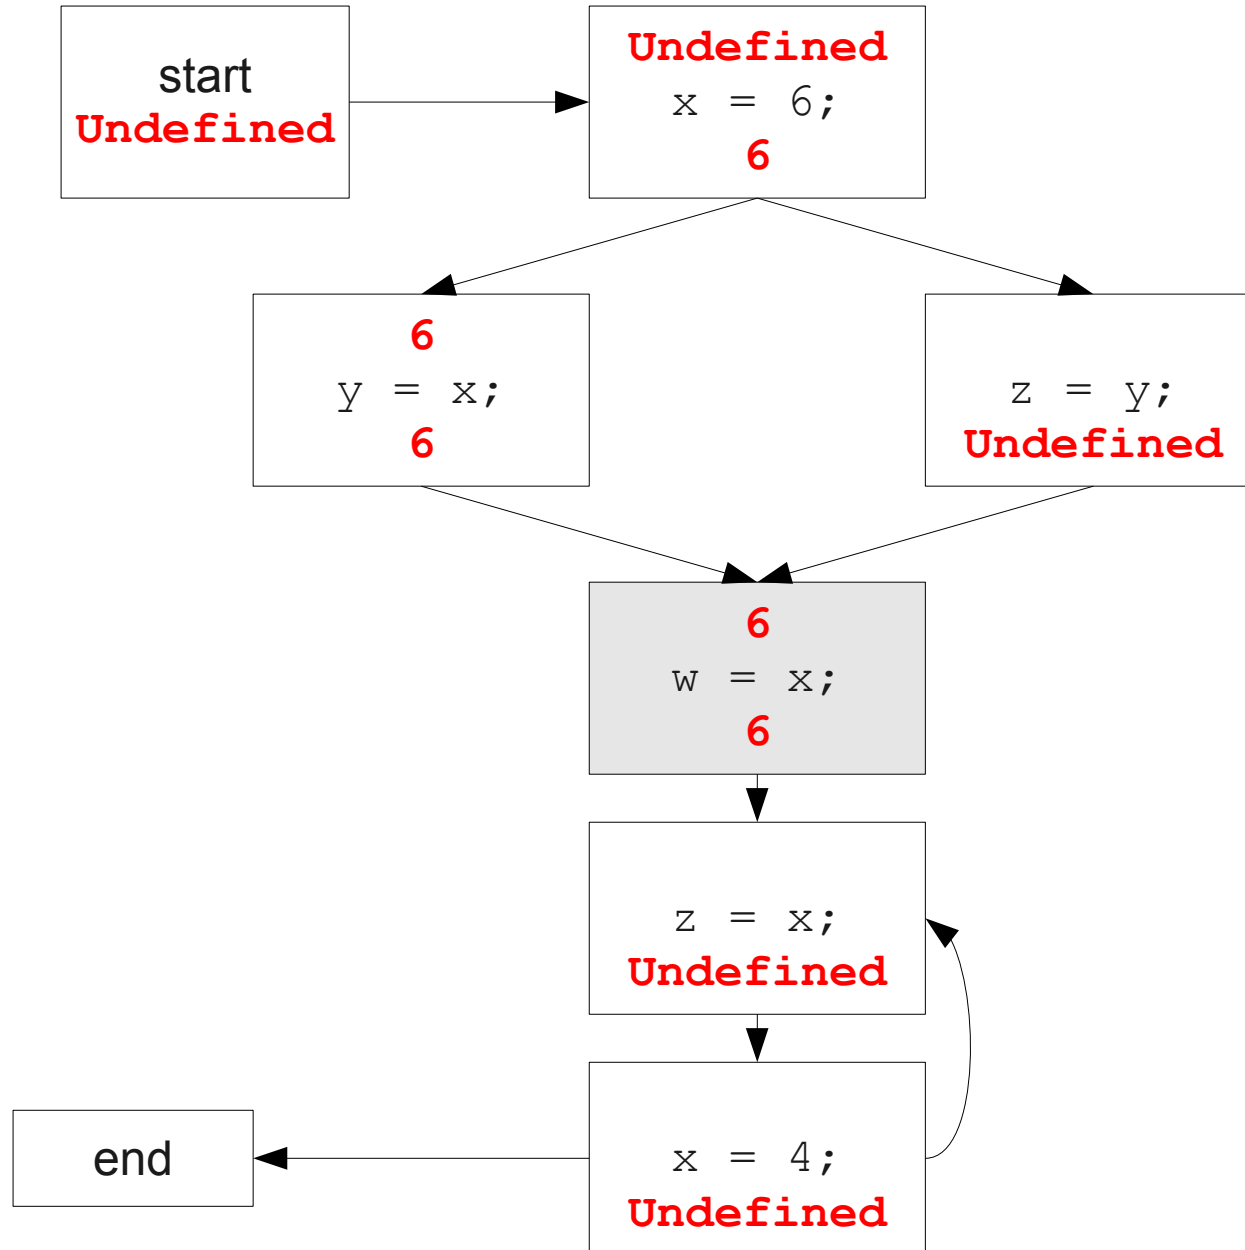 start
Undefined
Undefined
x = 6;
6
6
y = x;
6
z = y;
Undefined
6
w = x;
6
z = x;
Undefined
end
x = 4;
Undefined